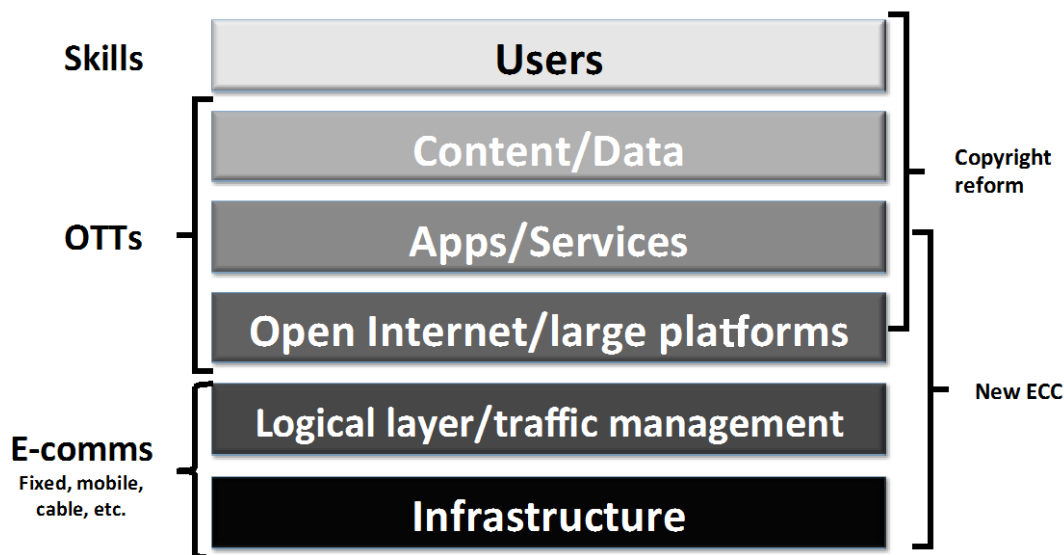 Skills
Users
Content/Data
Copyright
reform
OTTs
Apps/Services
Open Internet/large platforms
New ECC
Logical layer/traffic management
E-comms
Fixed, mobile,
cable, etc.
Infrastructure